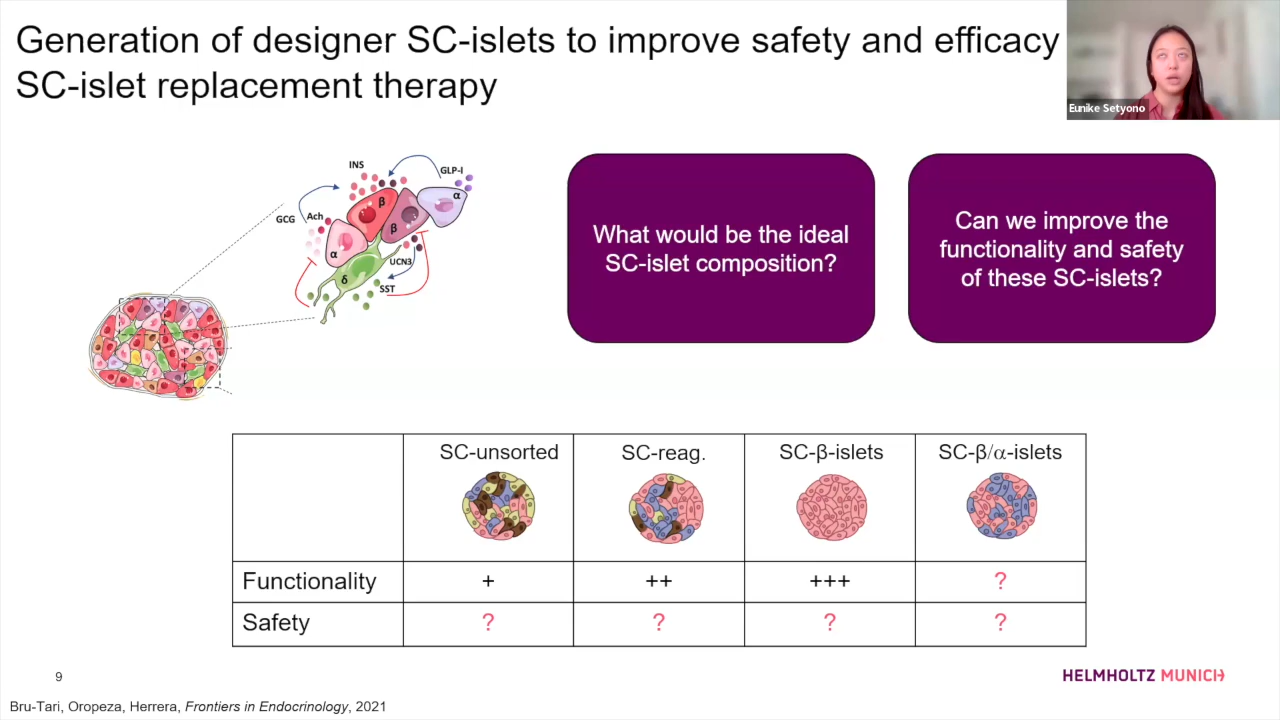 Generation of designer SC-islets to improve safety and efficacy
SC-islet replacement therapy
Eunike Setyono
INS
GLP-I
β
α
GCG
Ach
β
α
UCN3
δ
SST
What would be the ideal
SC-islet composition?
Can we improve the
functionality and safety
of these SC-islets?
SC-unsorted
SC-reag.
SC-β-islets
SC-β/α-islets
Functionality + ++ +++ ?
Safety ? ? ? ?
9
HELMHOLTZ MUNICH
Bru-Tari, Oropeza, Herrera, Frontiers in Endocrinology, 2021